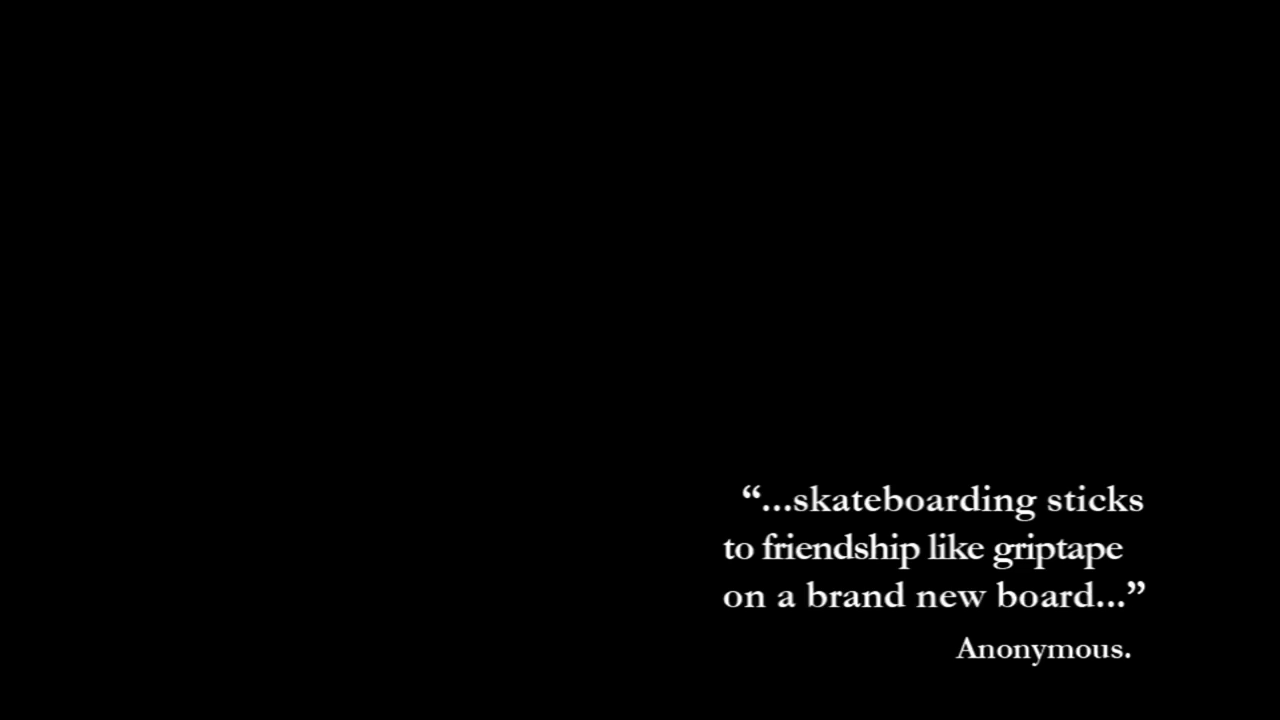 “...skateboarding sticks
to friendship like griptape
on a brand new board...”
Anonymous.